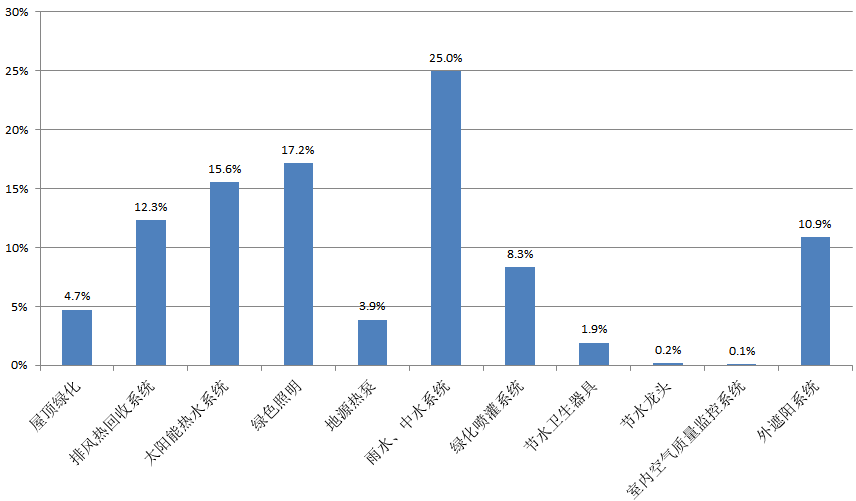 30%
25%
20%
15%
10%
5%
0%
4.7%
12.3%
15.6%
17.2%
3.9%
25.0%
8.3%
1.9%
0.2%
0.1%
10.9%
屋顶绿化
排风热回收系统
太阳能热水系统
绿色照明
地源热泵
雨水、中水系统
绿化喷灌系统
节水卫生器具
节水龙头
室内空气质量监控系统
外遮阳系统